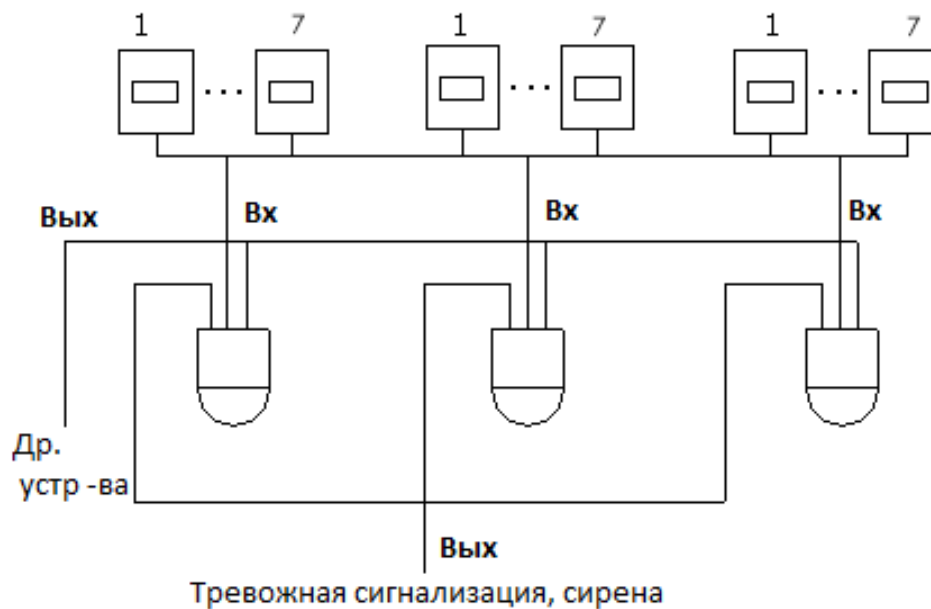 1 7 1 7 1 7
Вых Вх Вх Вх
Др.
устр -ва
Вых
Тревожная сигнализация, сирена